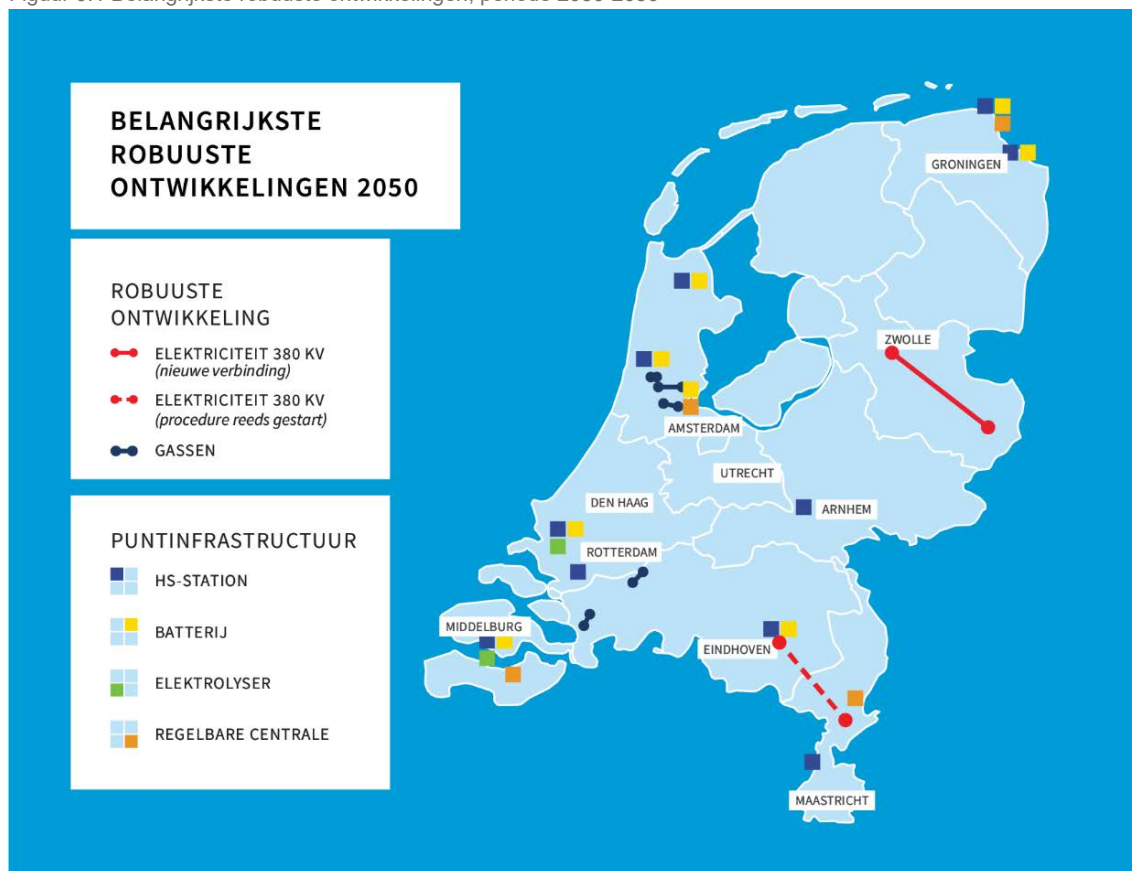 BELANGRIJKSTE
ROBUUSTE
ONTWIKKELINGEN 2050
ROBUUSTE
ONTWIKKELING
ELEKTRICITEIT 380 KV
(nieuwe verbinding)
ELEKTRICITEIT 380 KV
(procedure reeds gestart)
GASSEN
PUNTINFRASTRUCTUUR
HS-STATION
BATTERIJ
ELEKTROLYSER
REGELBARE CENTRALE
GRONINGEN
ZWOLLE
AMSTERDAM
UTRECHT
DEN HAAG
ARNHEM
ROTTERDAM
MIDDELBURG
EINDHOVEN
MAASTRICHT